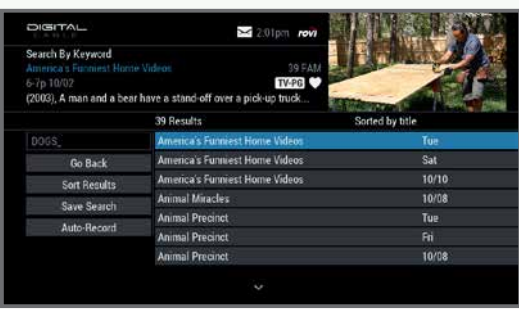 DIGITAL
CABLE
2:01pm rovi
Search By Keyword
America's Funniest Home Videos 39 FAM
6-7p 10/02 TV-PG
(2003), A man and a bear have a stand-off over a pick-up truck...
39 Results Sorted by title
DOGS_ America's Funniest Home Videos Tue
Go Back America's Funniest Home Videos Sat
Sort Results America's Funniest Home Videos 10/10
Save Search Animal Miracles 10/08
Auto-Record Animal Precinct Tue
Animal Precinct Fri
Animal Precinct 10/08